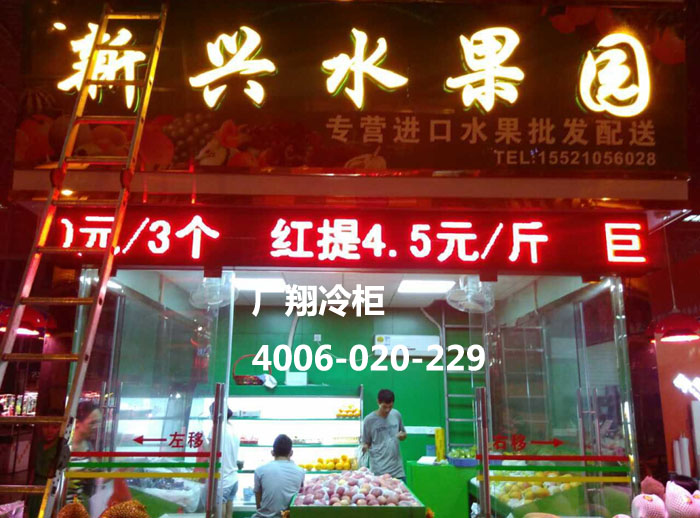 新兴水果园
专营进口水果批发配送
TEL:15521056028
0元/3个 红提4.5元/斤 巨
广翔冷柜
4006-020-229
←左移
右移→